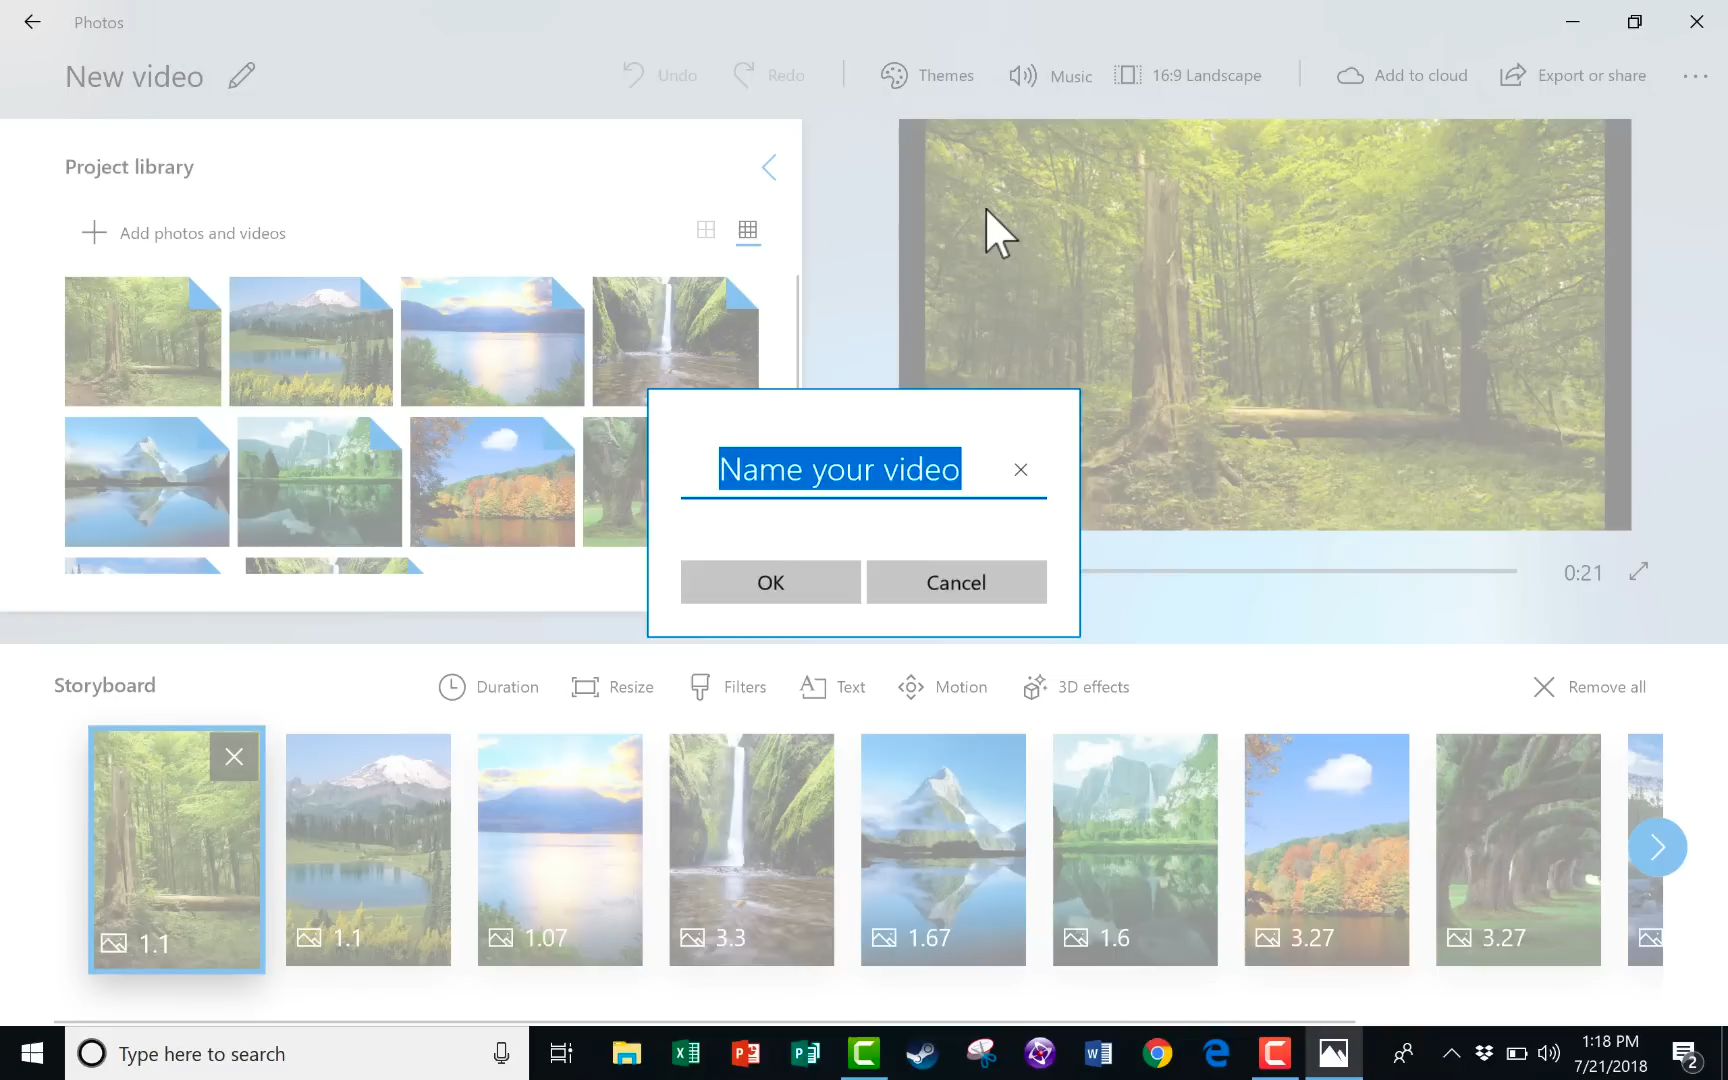 Photos
New video
Undo
Redo
Themes
Music
16:9 Landscape
Add to cloud
Export or share
Project library
Add photos and videos
Name your video
OK
Cancel
0:21
Storyboard
Duration
Resize
Filters
Text
Motion
3D effects
Remove all
1.1
1.1
1.07
3.3
1.67
1.6
3.27
3.27
Type here to search
1:18 PM
7/21/2018
2